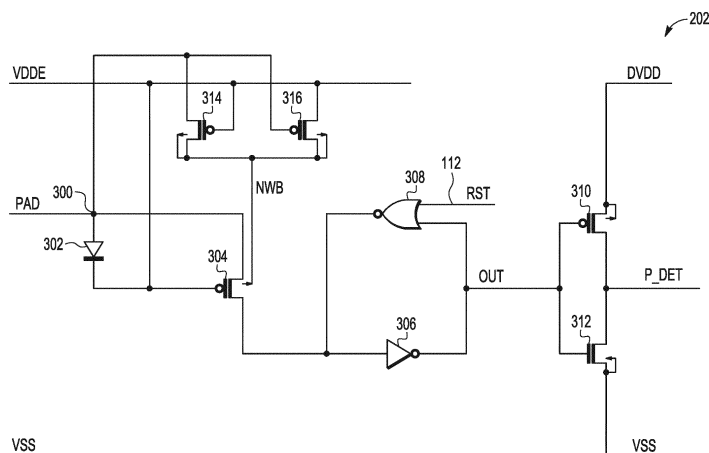 202
VDDE
DVDD
314
316
NWB
308
112
RST
310
PAD
300
302
304
OUT
P_DET
306
312
VSS
VSS